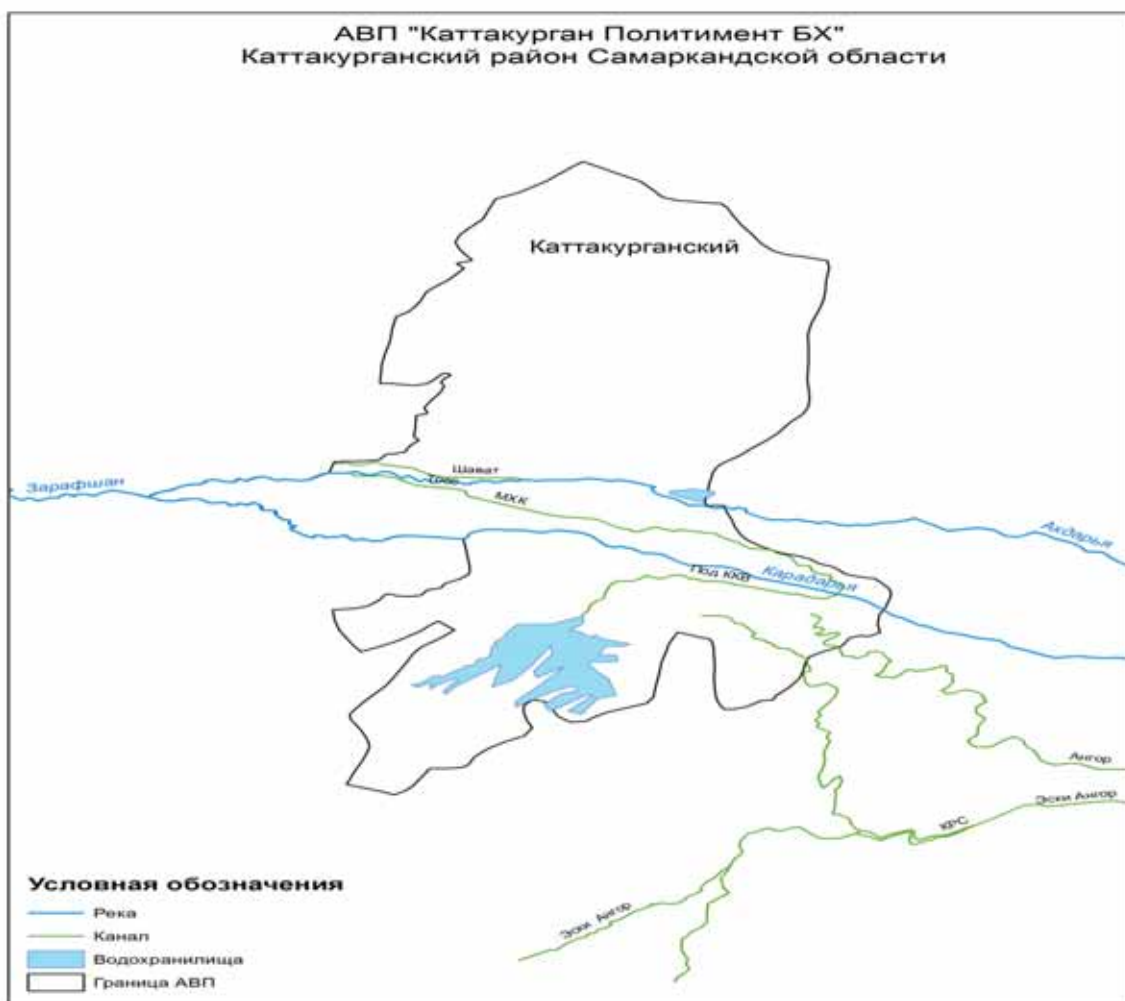 АВП "Каттакурган Политимент БХ"
Каттакурганский район Самаркандской области
Каттакурганский
Шават
Зарафшан
МХК
Акдарья
Под ККВ
Карадарья
Ангор
Эски Ангор
КРС
Эски Ангор
Условная обозначения
Река
Канал
Водохранилища
Граница АВП